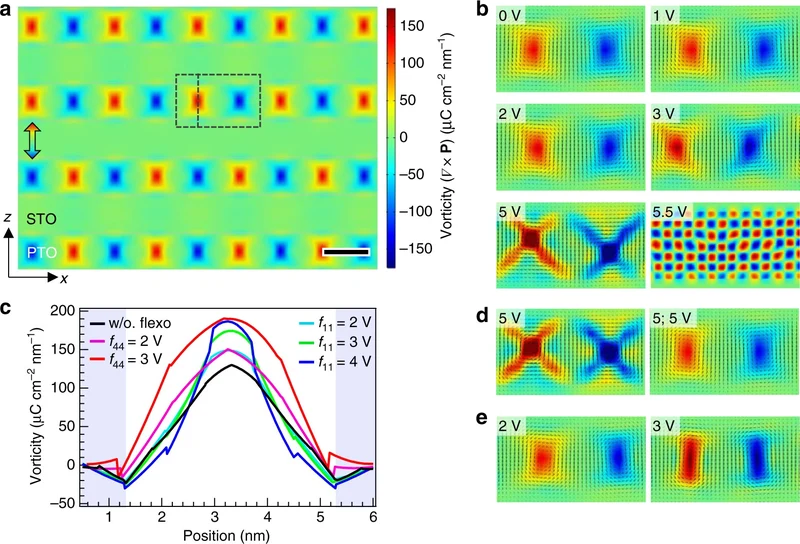 a
150
100
50
0
−50
−100
−150
Vorticity (∇ × P) (μC cm−2 nm−1)
STO
PTO
z
x
b
0 V
1 V
2 V
3 V
5 V
5.5 V
c
200
150
100
50
0
−50
Vorticity (μC cm−2 nm−1)
w/o. flexo
f44 = 2 V
f44 = 3 V
f11 = 2 V
f11 = 3 V
f11 = 4 V
1 2 3 4 5 6
Position (nm)
d
5 V
5; 5 V
e
2 V
3 V